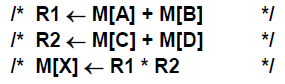 /* R1 ← M[A] + M[B] */
/* R2 ← M[C] + M[D] */
/* M[X] ← R1 * R2 */